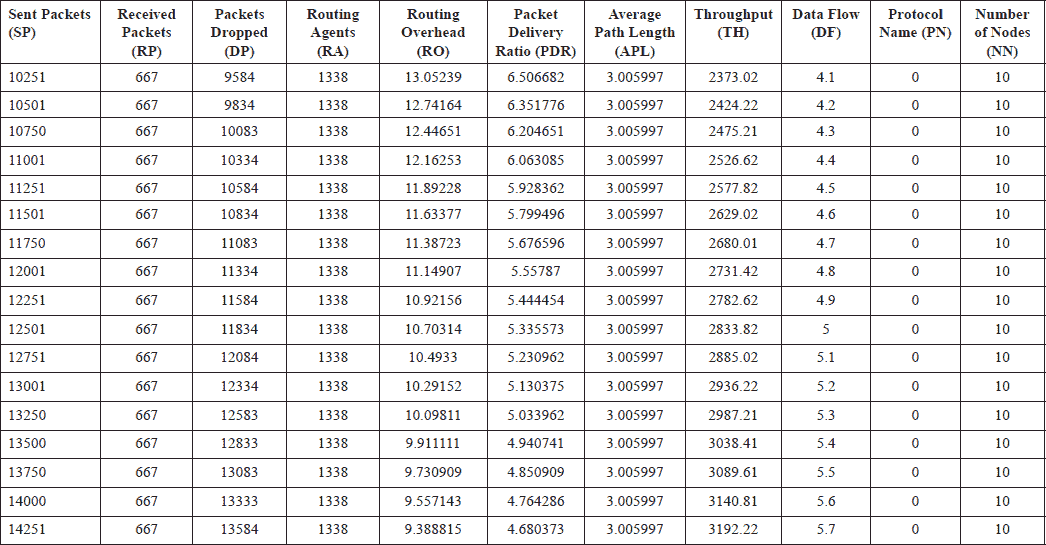 Sent Packets (SP) Received Packets (RP) Packets Dropped (DP) Routing Agents (RA) Routing Overhead (RO) Packet Delivery Ratio (PDR) Average Path Length (APL) Throughput (TH) Data Flow (DF) Protocol Name (PN) Number of Nodes (NN)
10251 667 9584 1338 13.05239 6.506682 3.005997 2373.02 4.1 0 10
10501 667 9834 1338 12.74164 6.351776 3.005997 2424.22 4.2 0 10
10750 667 10083 1338 12.44651 6.204651 3.005997 2475.21 4.3 0 10
11001 667 10334 1338 12.16253 6.063085 3.005997 2526.62 4.4 0 10
11251 667 10584 1338 11.89228 5.928362 3.005997 2577.82 4.5 0 10
11501 667 10834 1338 11.63377 5.799496 3.005997 2629.02 4.6 0 10
11750 667 11083 1338 11.38723 5.676596 3.005997 2680.01 4.7 0 10
12001 667 11334 1338 11.14907 5.55787 3.005997 2731.42 4.8 0 10
12251 667 11584 1338 10.92156 5.444454 3.005997 2782.62 4.9 0 10
12501 667 11834 1338 10.70314 5.335573 3.005997 2833.82 5 0 10
12751 667 12084 1338 10.4933 5.230962 3.005997 2885.02 5.1 0 10
13001 667 12334 1338 10.29152 5.130375 3.005997 2936.22 5.2 0 10
13250 667 12583 1338 10.09811 5.033962 3.005997 2987.21 5.3 0 10
13500 667 12833 1338 9.911111 4.940741 3.005997 3038.41 5.4 0 10
13750 667 13083 1338 9.730909 4.850909 3.005997 3089.61 5.5 0 10
14000 667 13333 1338 9.557143 4.764286 3.005997 3140.81 5.6 0 10
14251 667 13584 1338 9.388815 4.680373 3.005997 3192.22 5.7 0 10